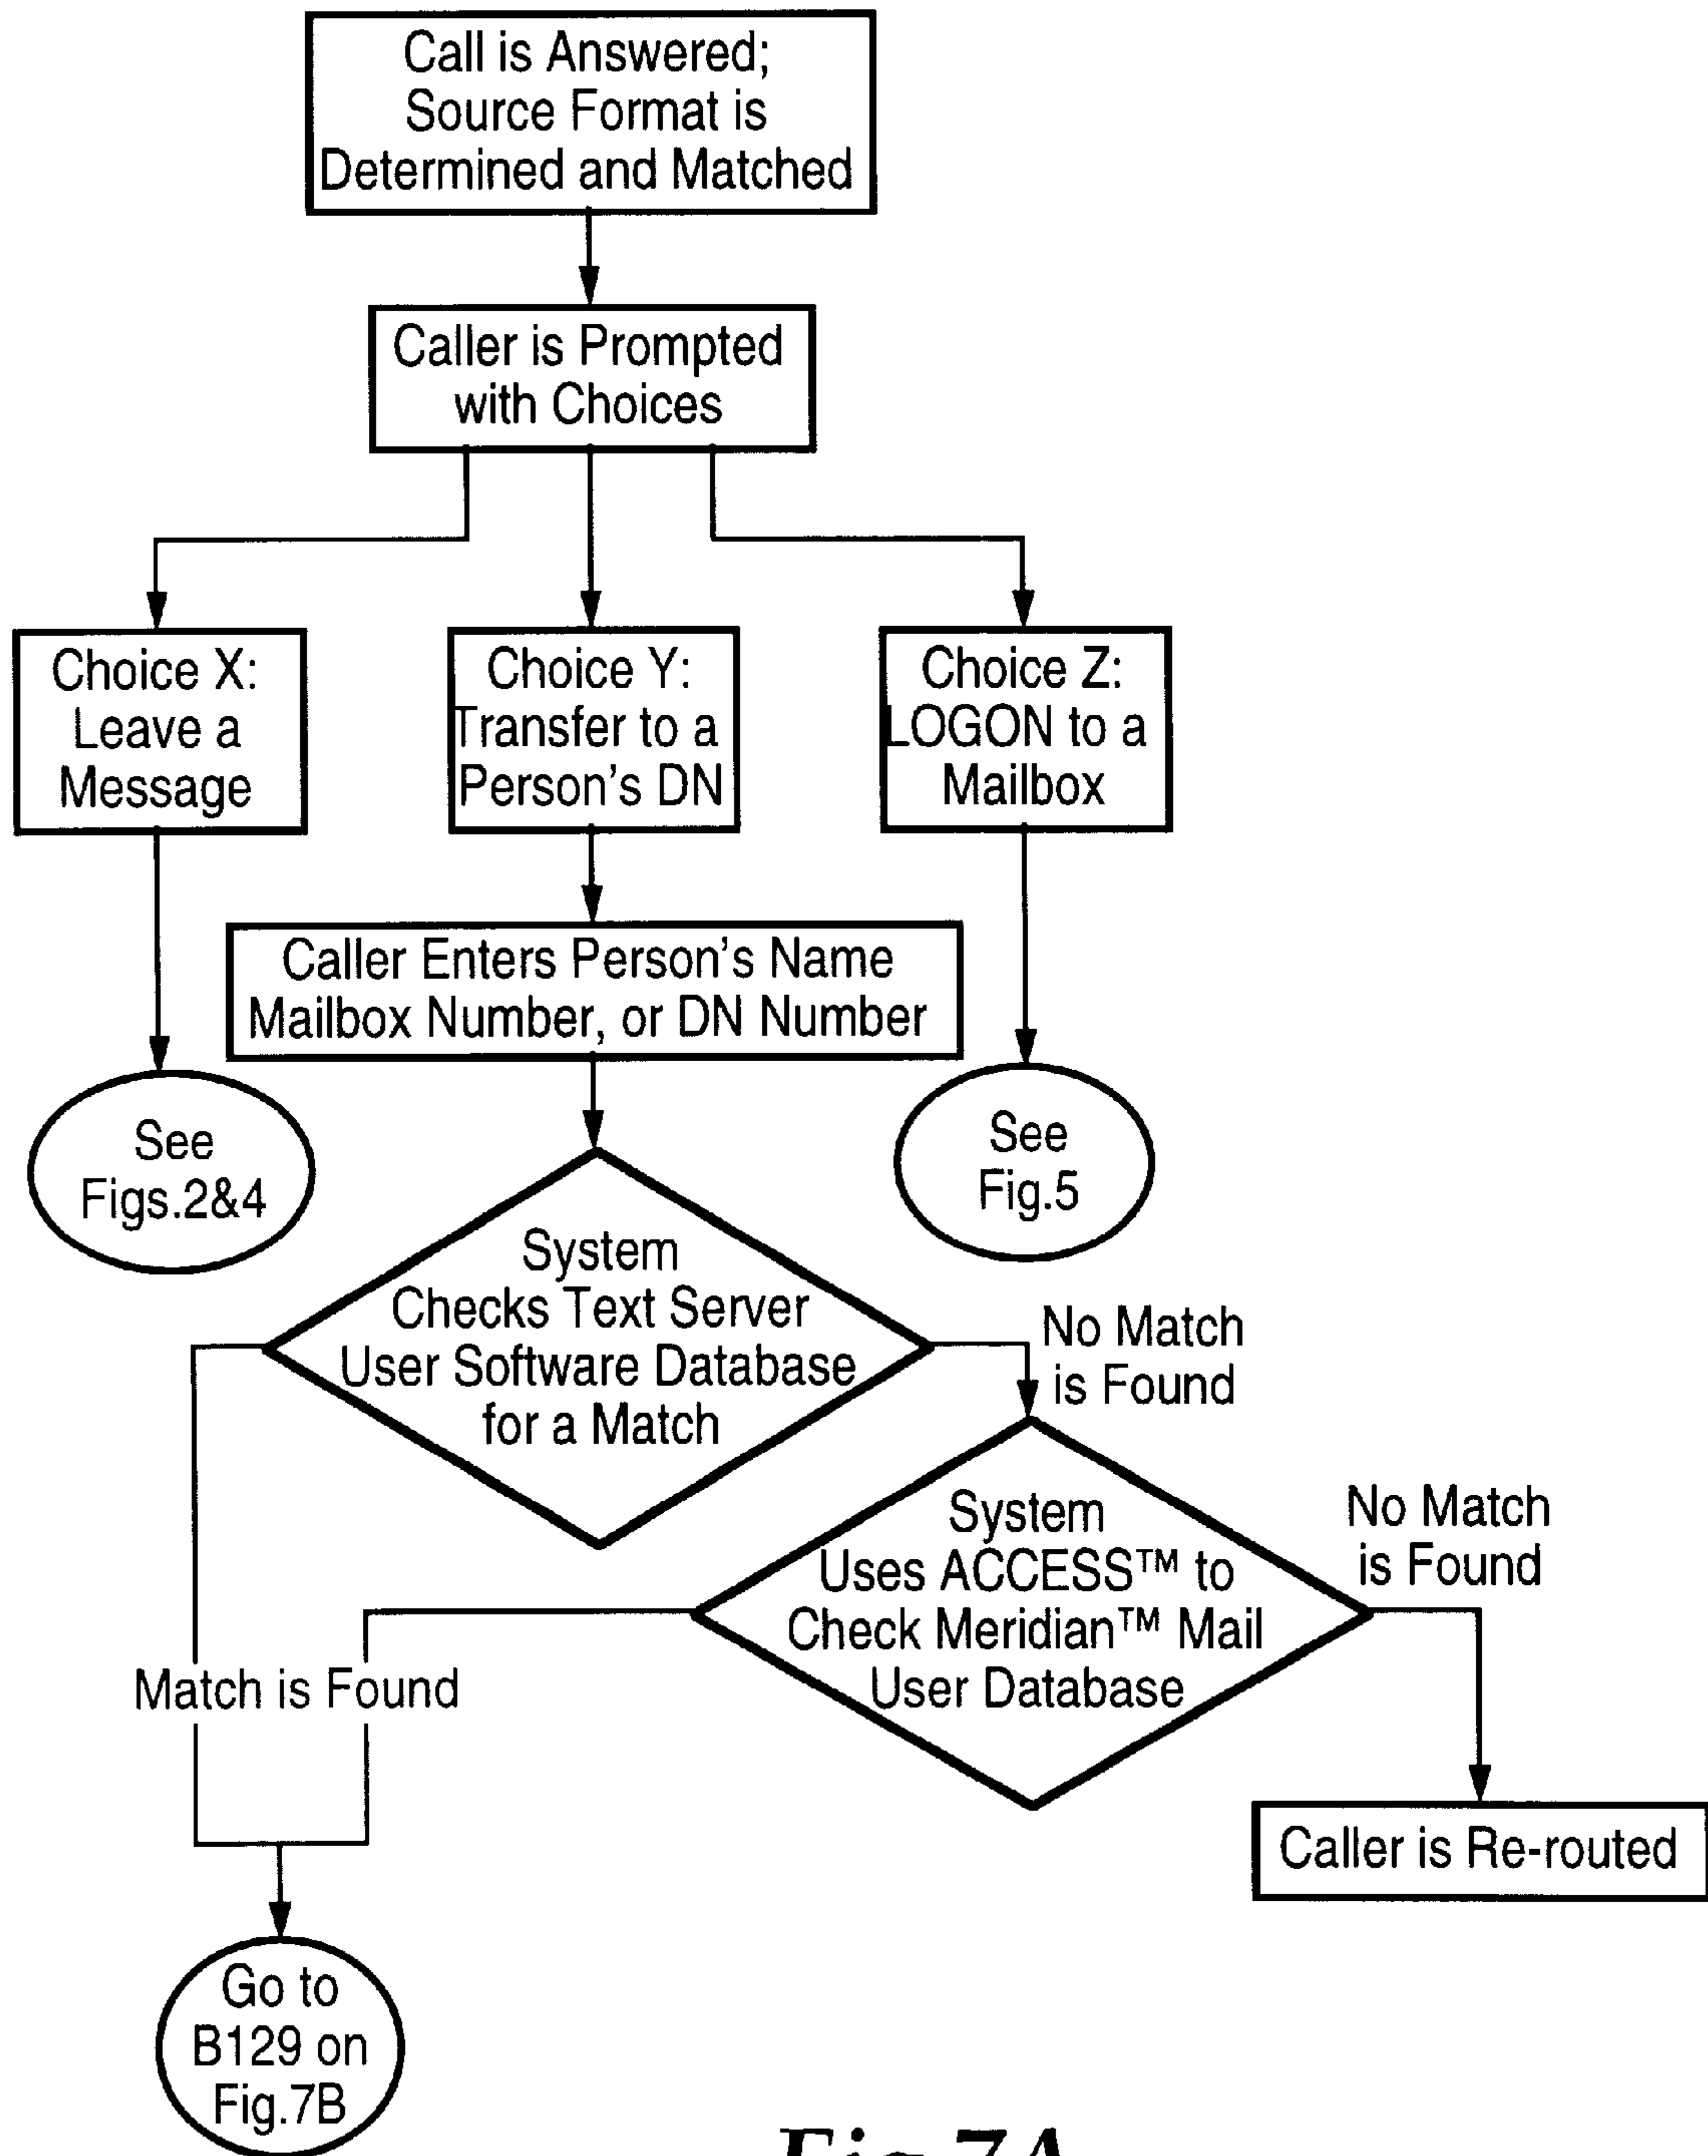 Call is Answered;
Source Format is
Determined and Matched
Caller is Prompted
with Choices
Choice X:
Leave a
Message
Choice Y:
Transfer to a
Person's DN
Choice Z:
LOGON to a
Mailbox
Caller Enters Person's Name
Mailbox Number, or DN Number
See
Figs.2&4
See
Fig.5
System
Checks Text Server
User Software Database
for a Match
No Match
is Found
System
Uses ACCESS™ to
Check Meridian™ Mail
User Database
No Match
is Found
Match is Found
Caller is Re-routed
Go to
B129 on
Fig.7B
Fig.7A